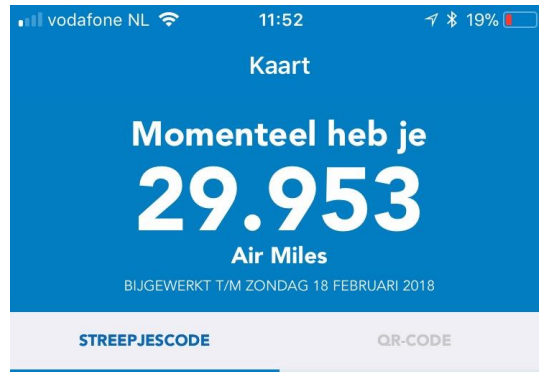 vodafone NL 11:52 19%
Kaart
Momenteel heb je
29.953
Air Miles
BIJGEWERKT T/M ZONDAG 18 FEBRUARI 2018
STREEPJESCODE QR-CODE